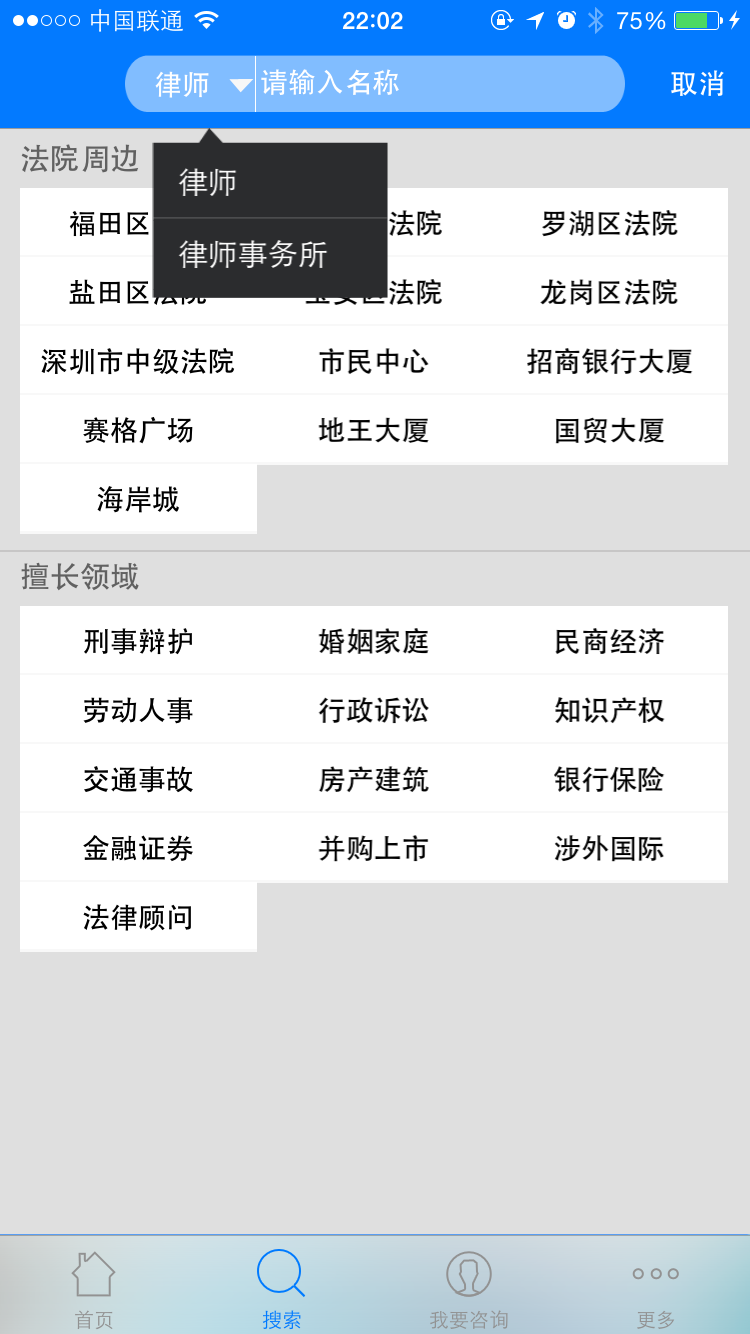 中国联通 22:02 75%
律师 请输入名称 取消
法院周边
律师
律师事务所
福田区 法院 罗湖区法院
盐田区法院 宝安区法院 龙岗区法院
深圳市中级法院 市民中心 招商银行大厦
赛格广场 地王大厦 国贸大厦
海岸城
擅长领域
刑事辩护 婚姻家庭 民商经济
劳动人事 行政诉讼 知识产权
交通事故 房产建筑 银行保险
金融证券 并购上市 涉外国际
法律顾问
首页 搜索 我要咨询 更多